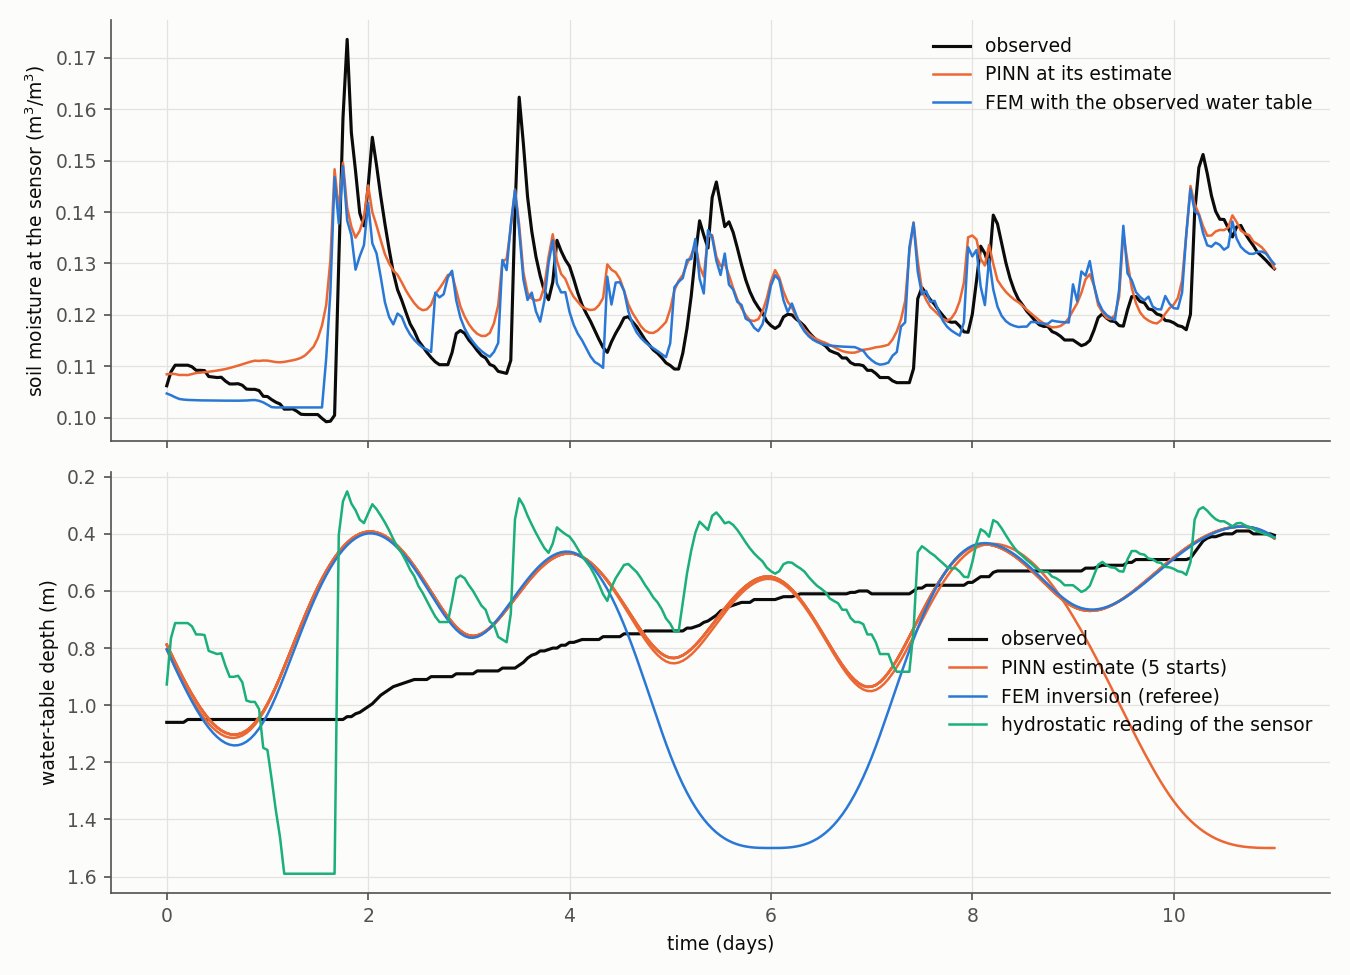 observed
PINN at its estimate
FEM with the observed water table
soil moisture at the sensor (m³/m³)
0.17
0.16
0.15
0.14
0.13
0.12
0.11
0.10
observed
PINN estimate (5 starts)
FEM inversion (referee)
hydrostatic reading of the sensor
water-table depth (m)
0.2
0.4
0.6
0.8
1.0
1.2
1.4
1.6
0 2 4 6 8 10
time (days)